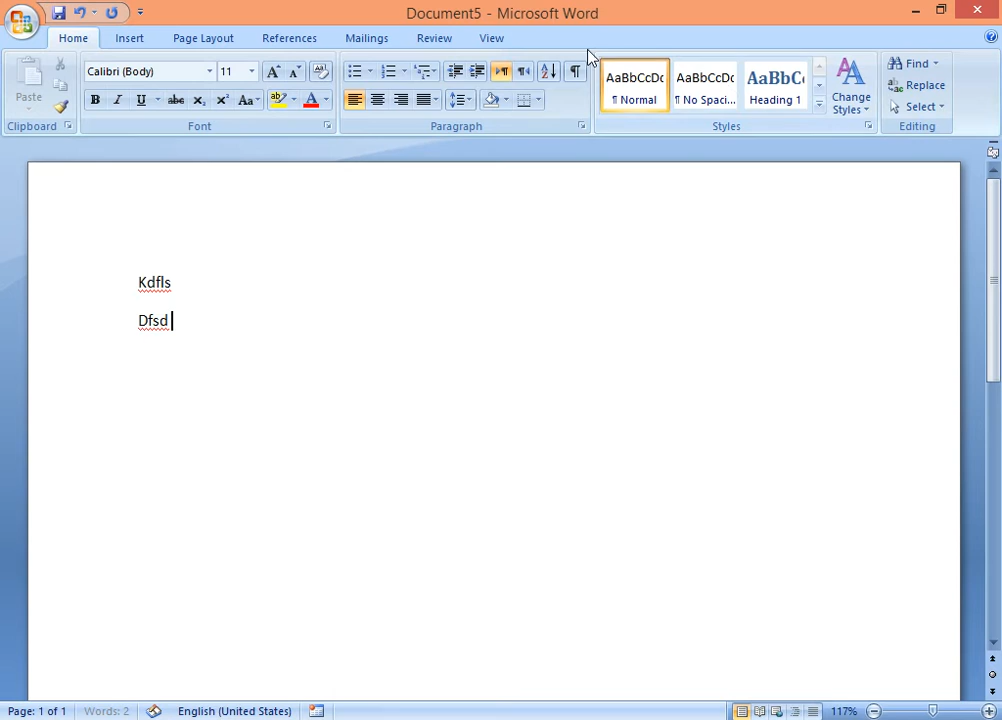 Document5 - Microsoft Word
Home Insert Page Layout References Mailings Review View
Paste
Calibri (Body) 11
B I U abc X₂ X² Aa
AaBbCcDc AaBbCcDc AaBbC
¶ Normal ¶ No Spaci... Heading 1
Change Styles
Find
Replace
Select
Clipboard Font Paragraph Styles Editing
Kdfls
Dfsd
Page: 1 of 1 Words: 2 English (United States) 117%